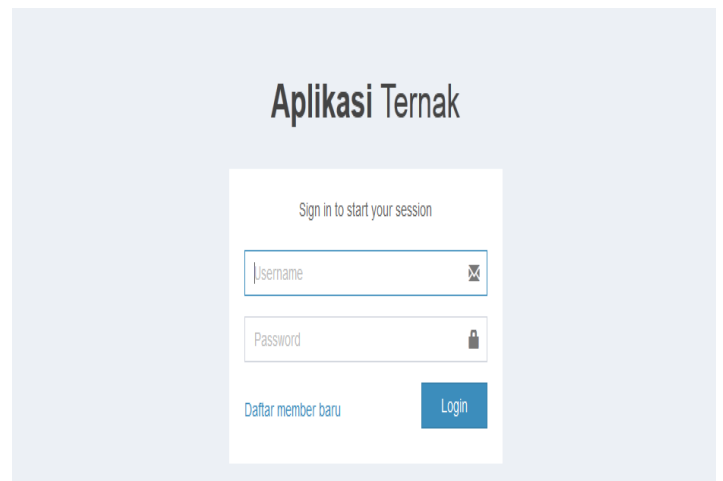 Aplikasi Ternak
Sign in to start your session
Username
Password
Daftar member baru
Login